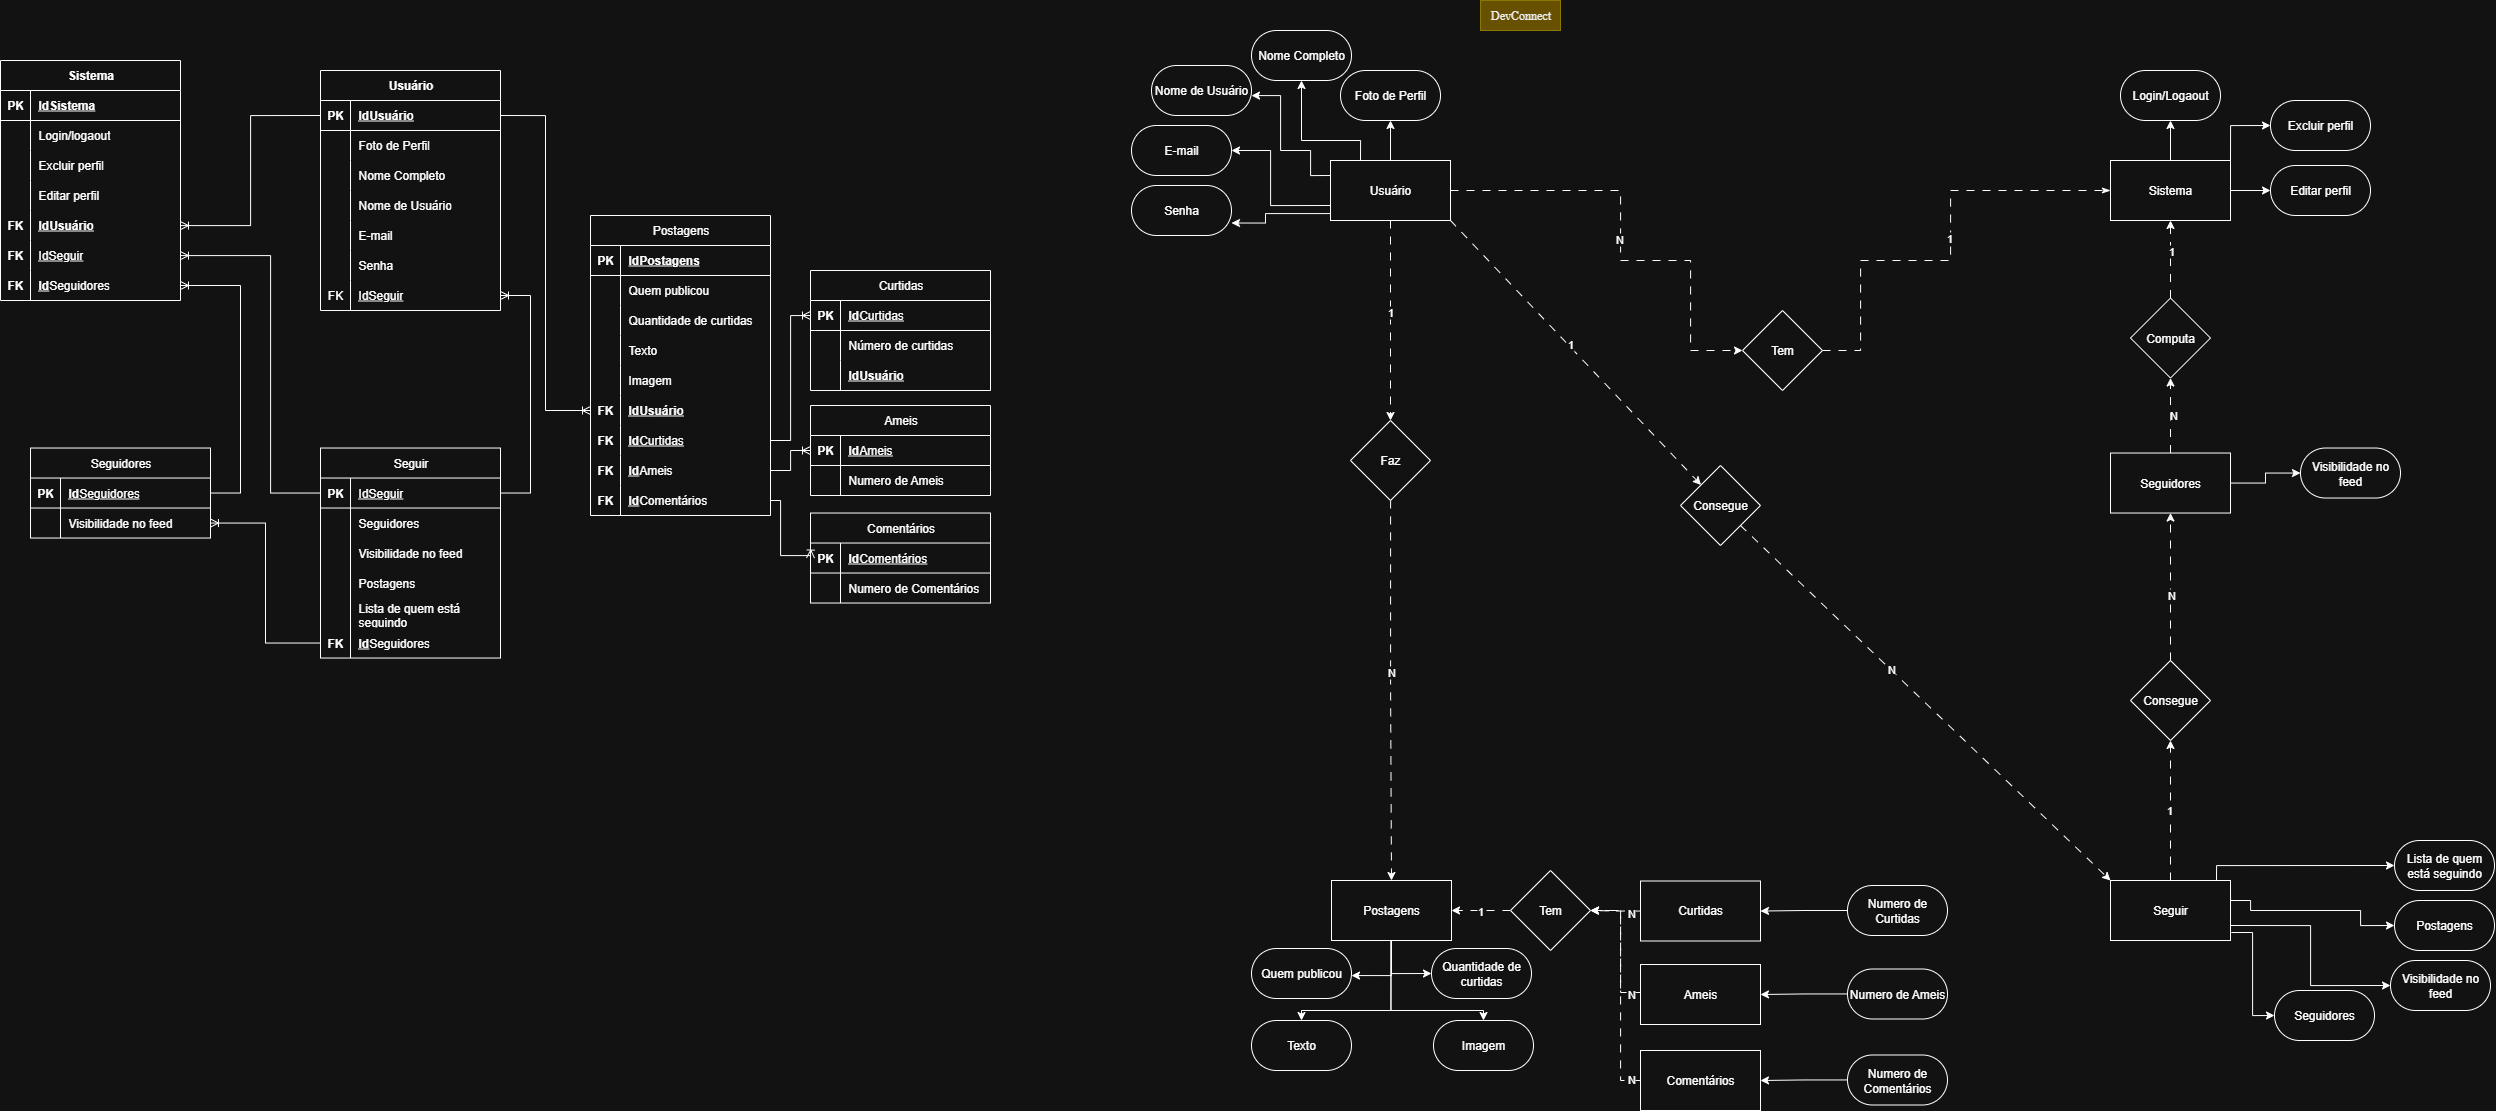 DevConnect
Sistema
PK IdSistema
Login/logaout
Excluir perfil
Editar perfil
FK IdUsuário
FK IdSeguir
FK IdSeguidores
Usuário
PK IdUsuário
Foto de Perfil
Nome Completo
Nome de Usuário
E-mail
Senha
FK IdSeguir
Postagens
PK IdPostagens
Quem publicou
Quantidade de curtidas
Texto
Imagem
FK IdUsuário
FK IdCurtidas
FK IdAmeis
FK IdComentários
Curtidas
PK IdCurtidas
Número de curtidas
IdUsuário
Ameis
PK IdAmeis
Numero de Ameis
Comentários
PK IdComentários
Numero de Comentários
Seguidores
PK IdSeguidores
Visibilidade no feed
Seguir
PK IdSeguir
Seguidores
Visibilidade no feed
Postagens
Lista de quem está
seguindo
FK IdSeguidores
Nome Completo
Nome de Usuário
Foto de Perfil
E-mail
Senha
Usuário
Login/Logaout
Excluir perfil
Editar perfil
Sistema
N
1
Tem
1
Computa
N
Seguidores
Visibilidade no
feed
N
Consegue
1
1
Faz
N
1
Consegue
N
Postagens
1
Tem
N
Curtidas
Numero de
Curtidas
N
Ameis
Numero de Ameis
N
Comentários
Numero de
Comentários
Quem publicou
Quantidade de
curtidas
Texto
Imagem
Seguir
Lista de quem
está seguindo
Postagens
Visibilidade no
feed
Seguidores